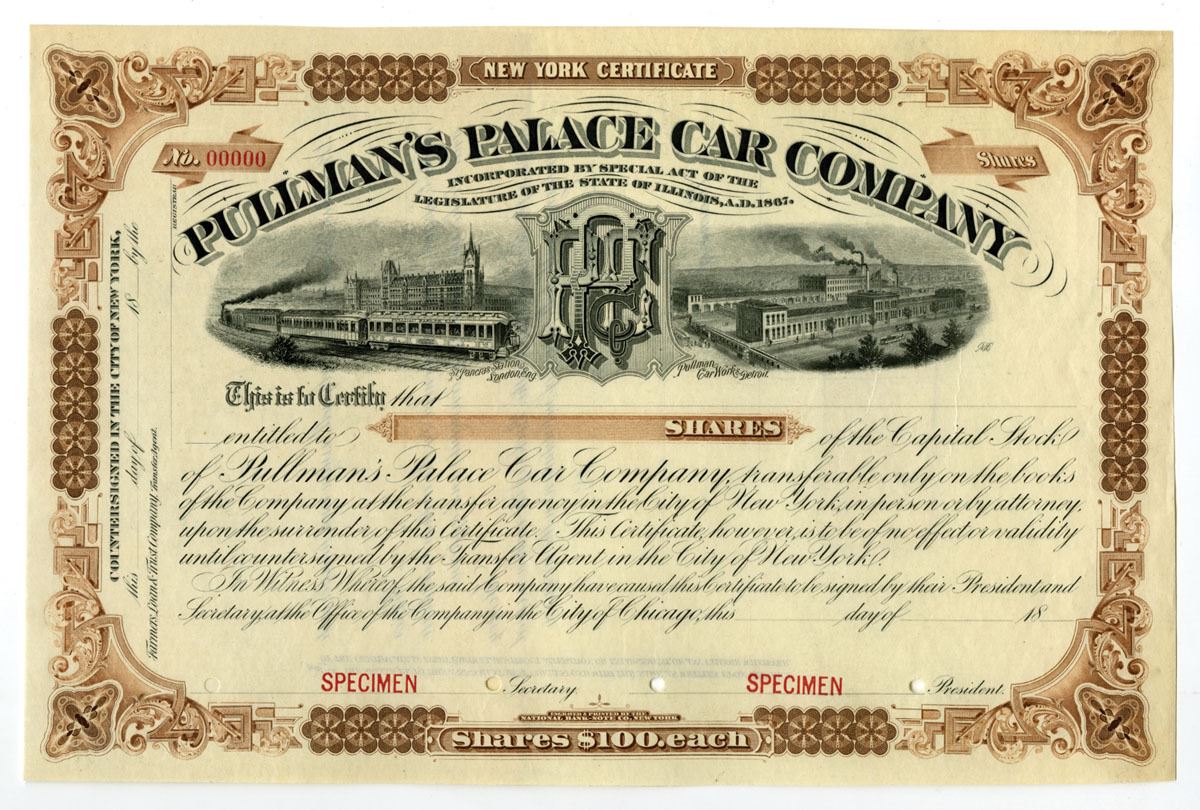 NEW YORK CERTIFICATE
No. 00000
Shares
PULLMAN'S PALACE CAR COMPANY
INCORPORATED BY SPECIAL ACT OF THE
LEGISLATURE OF THE STATE OF ILLINOIS, A.D. 1867.
St Pancras Station,
London, Eng
Pullman
Car Works Detroit.
This is to Certify that
entitled to SHARES of the Capital Stock
of Pullman's Palace Car Company, transferable only on the books
of the Company at the transfer agency in the City of New York, in person or by attorney,
upon the surrender of this Certificate. This Certificate, however, is to be of no effect or validity
until countersigned by the Transfer Agent in the City of New York.
In Witness Whereof, the said Company have caused this Certificate to be signed by their President and
Secretary, at the Office of the Company in the City of Chicago, this day of 18
SPECIMEN Secretary. SPECIMEN President.
ENGRAVED & PRINTED BY THE
NATIONAL BANK-NOTE CO. NEW YORK
Shares $100. each
COUNTERSIGNED IN THE CITY OF NEW YORK,
this day of 18 by the
Farmers, Loan & Trust Company, Transfer Agent.
REGISTRAR